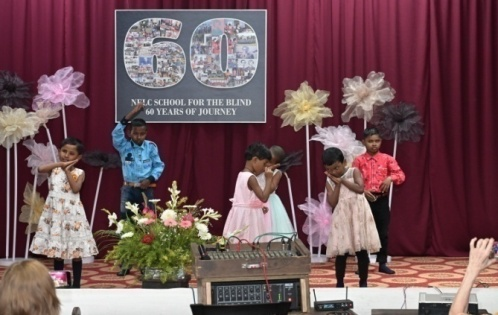 60
NELC SCHOOL FOR THE BLIND
60 YEARS OF JOURNEY